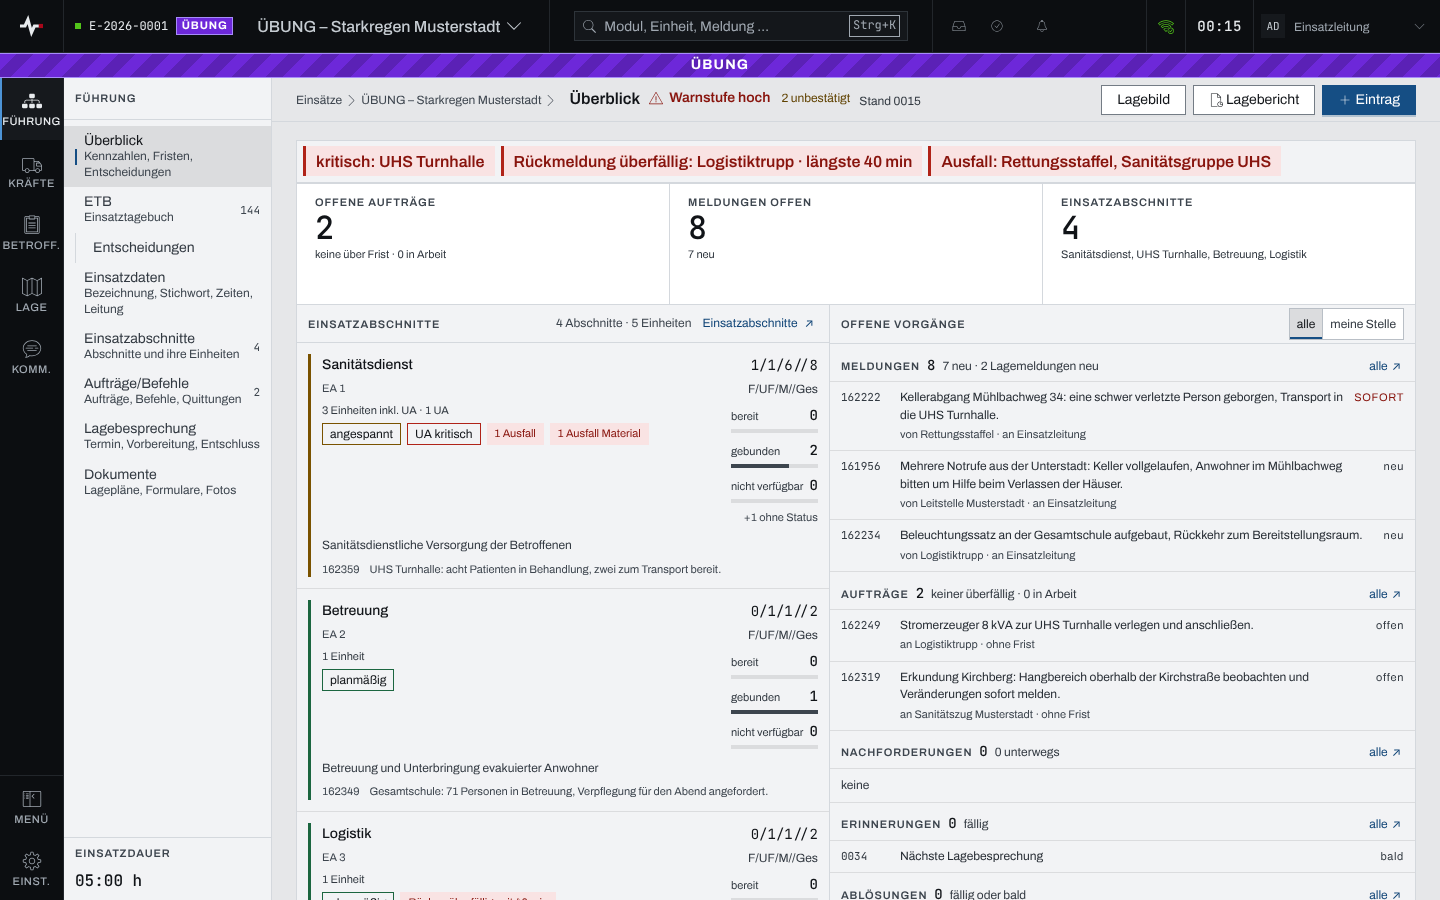 E-2026-0001 ÜBUNG ÜBUNG – Starkregen Musterstadt
Modul, Einheit, Meldung ... Strg+K
00:15 AD Einsatzleitung
ÜBUNG
FÜHRUNG
KRÄFTE
BETROFF.
LAGE
KOMM.
MENÜ
EINST.
FÜHRUNG
Überblick
Kennzahlen, Fristen,
Entscheidungen
ETB
Einsatztagebuch 144
Entscheidungen
Einsatzdaten
Bezeichnung, Stichwort, Zeiten,
Leitung
Einsatzabschnitte
Abschnitte und ihre Einheiten 4
Aufträge/Befehle
Aufträge, Befehle, Quittungen 2
Lagebesprechung
Termin, Vorbereitung, Entschluss
Dokumente
Lagepläne, Formulare, Fotos
EINSATZDAUER
05:00 h
Einsätze ÜBUNG – Starkregen Musterstadt Überblick Warnstufe hoch 2 unbestätigt Stand 0015
Lagebild Lagebericht + Eintrag
kritisch: UHS Turnhalle Rückmeldung überfällig: Logistiktrupp · längste 40 min Ausfall: Rettungsstaffel, Sanitätsgruppe UHS
OFFENE AUFTRÄGE
2
keine über Frist · 0 in Arbeit
MELDUNGEN OFFEN
8
7 neu
EINSATZABSCHNITTE
4
Sanitätsdienst, UHS Turnhalle, Betreuung, Logistik
EINSATZABSCHNITTE 4 Abschnitte · 5 Einheiten Einsatzabschnitte ↗
Sanitätsdienst 1/1/6//8
EA 1 F/UF/M//Ges
3 Einheiten inkl. UA · 1 UA
angespannt UA kritisch 1 Ausfall 1 Ausfall Material
bereit 0
gebunden 2
nicht verfügbar 0
+1 ohne Status
Sanitätsdienstliche Versorgung der Betroffenen
162359 UHS Turnhalle: acht Patienten in Behandlung, zwei zum Transport bereit.
Betreuung 0/1/1//2
EA 2 F/UF/M//Ges
1 Einheit
planmäßig
bereit 0
gebunden 1
nicht verfügbar 0
Betreuung und Unterbringung evakuierter Anwohner
162349 Gesamtschule: 71 Personen in Betreuung, Verpflegung für den Abend angefordert.
Logistik 0/1/1//2
EA 3 F/UF/M//Ges
1 Einheit
bereit 0
OFFENE VORGÄNGE alle meine Stelle
MELDUNGEN 8 7 neu · 2 Lagemeldungen neu alle ↗
162222 Kellerabgang Mühlbachweg 34: eine schwer verletzte Person geborgen, Transport in SOFORT
die UHS Turnhalle.
von Rettungsstaffel · an Einsatzleitung
161956 Mehrere Notrufe aus der Unterstadt: Keller vollgelaufen, Anwohner im Mühlbachweg neu
bitten um Hilfe beim Verlassen der Häuser.
von Leitstelle Musterstadt · an Einsatzleitung
162234 Beleuchtungssatz an der Gesamtschule aufgebaut, Rückkehr zum Bereitstellungsraum. neu
von Logistiktrupp · an Einsatzleitung
AUFTRÄGE 2 keiner überfällig · 0 in Arbeit alle ↗
162249 Stromerzeuger 8 kVA zur UHS Turnhalle verlegen und anschließen. offen
an Logistiktrupp · ohne Frist
162319 Erkundung Kirchberg: Hangbereich oberhalb der Kirchstraße beobachten und offen
Veränderungen sofort melden.
an Sanitätszug Musterstadt · ohne Frist
NACHFORDERUNGEN 0 0 unterwegs alle ↗
keine
ERINNERUNGEN 0 fällig alle ↗
0034 Nächste Lagebesprechung bald
ABLÖSUNGEN 0 fällig oder bald alle ↗